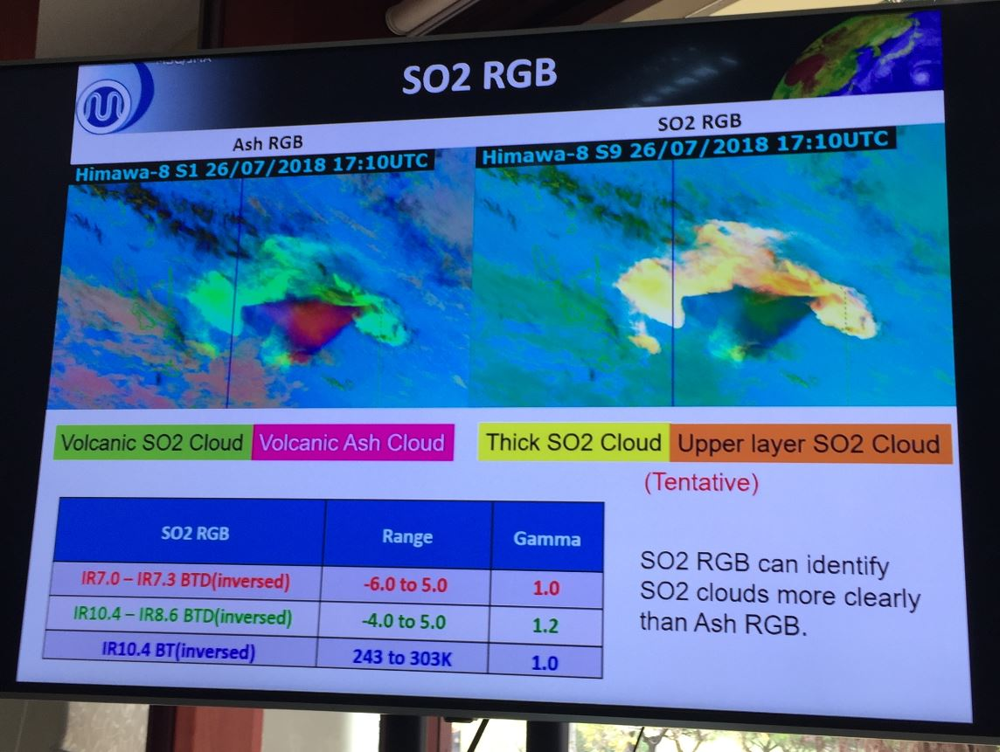 MSC/JMA
SO2 RGB
Ash RGB
SO2 RGB
Himawa-8 S1 26/07/2018 17:10UTC
Himawa-8 S9 26/07/2018 17:10UTC
Volcanic SO2 Cloud Volcanic Ash Cloud
Thick SO2 Cloud Upper layer SO2 Cloud
(Tentative)
SO2 RGB Range Gamma
IR7.0 – IR7.3 BTD(inversed) -6.0 to 5.0 1.0
IR10.4 – IR8.6 BTD(inversed) -4.0 to 5.0 1.2
IR10.4 BT(inversed) 243 to 303K 1.0
SO2 RGB can identify
SO2 clouds more clearly
than Ash RGB.